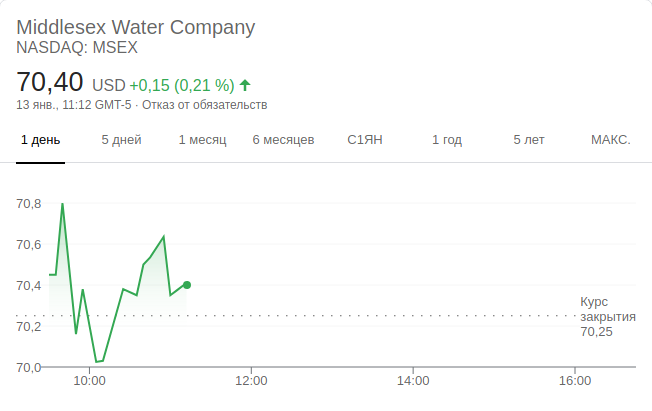 Middlesex Water Company
NASDAQ: MSEX
70,40 USD +0,15 (0,21 %)
13 янв., 11:12 GMT-5 · Отказ от обязательств
1 день 5 дней 1 месяц 6 месяцев С1ЯН 1 год 5 лет МАКС.
70,8
70,6
70,4
70,2
70,0
Курс
закрытия
70,25
10:00 12:00 14:00 16:00